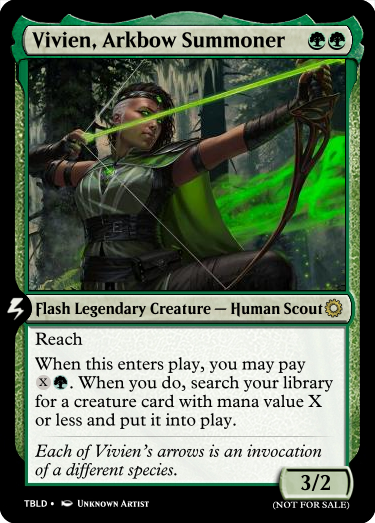 Vivien, Arkbow Summoner
Flash Legendary Creature — Human Scout
Reach
When this enters play, you may pay
X. When you do, search your library
for a creature card with mana value X
or less and put it into play.
Each of Vivien's arrows is an invocation
of a different species.
3/2
TBLD • Unknown Artist
(NOT FOR SALE)